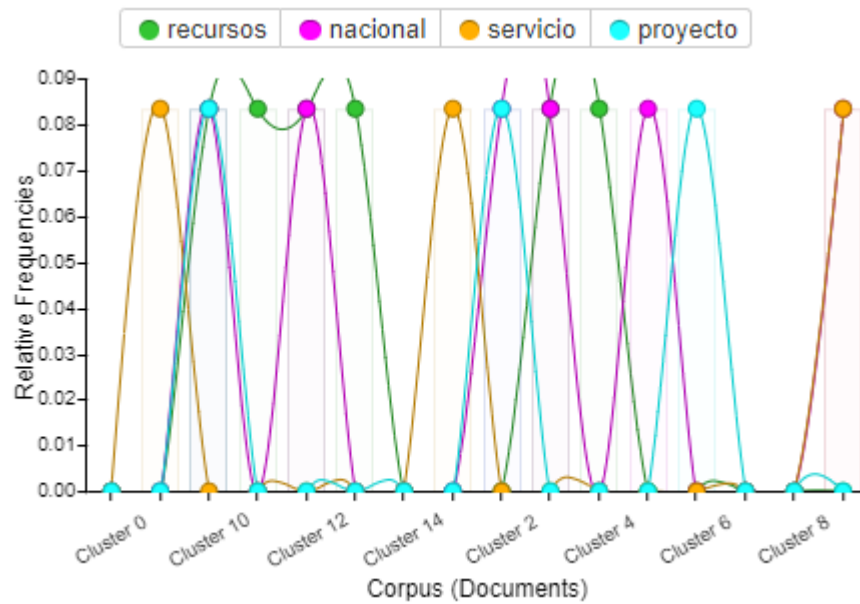 recursos nacional servicio proyecto
0.09
0.08
0.07
0.06
0.05
0.04
0.03
0.02
0.01
0.00
Relative Frequencies
Cluster 0 Cluster 10 Cluster 12 Cluster 14 Cluster 2 Cluster 4 Cluster 6 Cluster 8
Corpus (Documents)